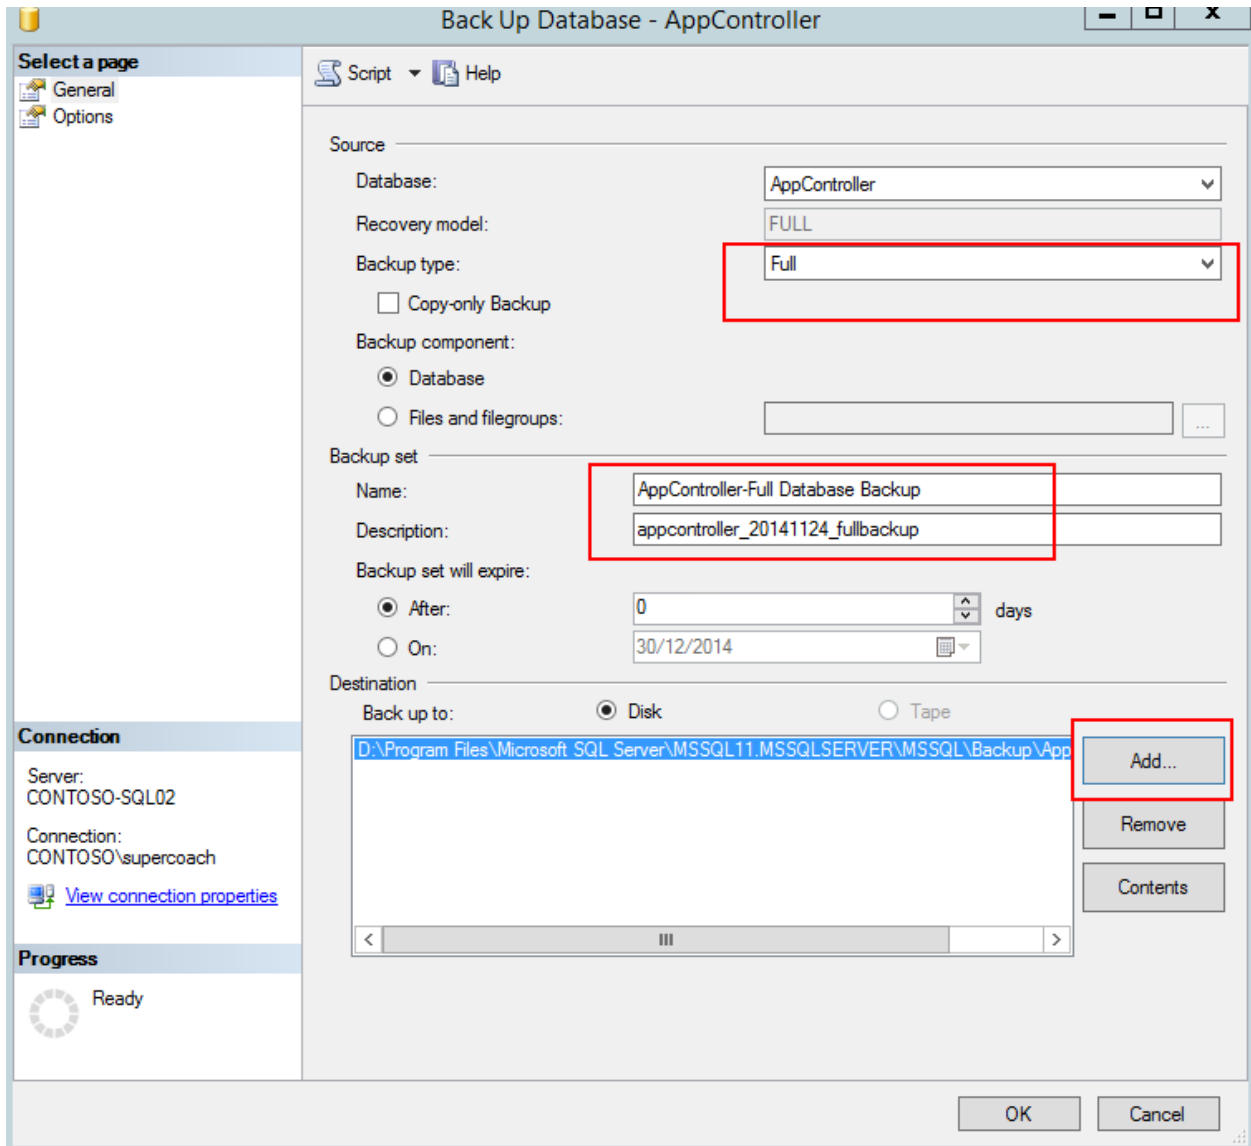 Back Up Database - AppController
X
Select a page
General
Options
Script
Help
Source
Database:
AppController
Recovery model:
FULL
Backup type:
Full
Copy-only Backup
Backup component:
Database
Files and filegroups:
...
Backup set
Name:
AppController-Full Database Backup
Description:
appcontroller_20141124_fullbackup
Backup set will expire:
After:
0
days
On:
30/12/2014
Destination
Back up to:
Disk
Tape
D:\Program Files\Microsoft SQL Server\MSSQL11.MSSQLSERVER\MSSQL\Backup\App
Add...
Remove
Contents
Connection
Server:
CONTOSO-SQL02
Connection:
CONTOSO\supercoach
View connection properties
Progress
Ready
OK
Cancel